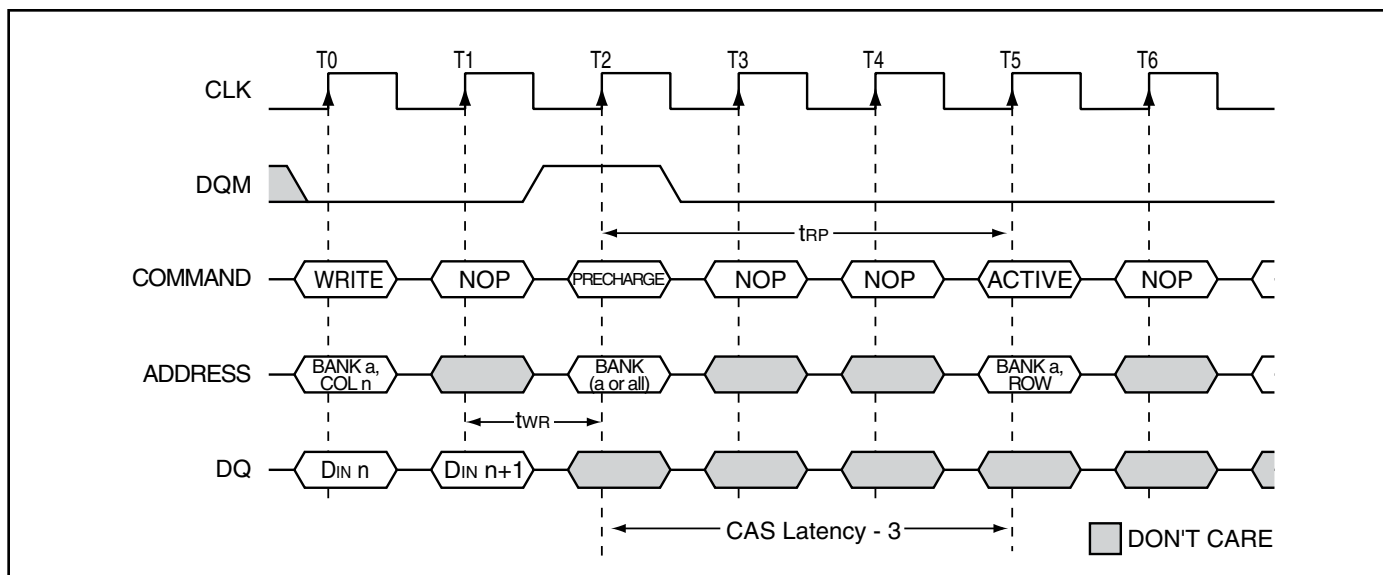 T0 T1 T2 T3 T4 T5 T6
CLK
DQM
tRP
COMMAND WRITE NOP PRECHARGE NOP NOP ACTIVE NOP
ADDRESS BANK a, COL n BANK (a or all) BANK a, ROW
tWR
DQ DIN n DIN n+1
CAS Latency - 3
DON'T CARE